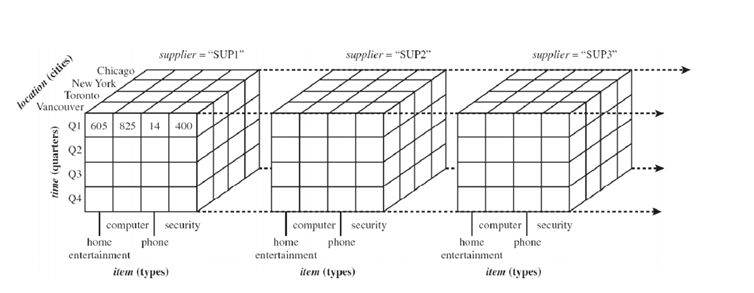 supplier = "SUP1" supplier = "SUP2" supplier = "SUP3"
location (cities)
Chicago
New York
Toronto
Vancouver
time (quarters)
Q1 605 825 14 400
Q2
Q3
Q4
computer security computer security computer security
home phone home phone home phone
entertainment entertainment entertainment
item (types) item (types) item (types)